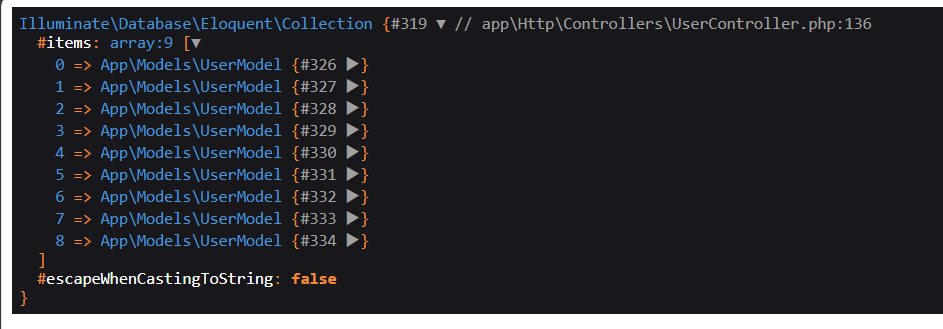 Illuminate\Database\Eloquent\Collection {#319 ▼ // app\Http\Controllers\UserController.php:136
#items: array:9 [▼
0 => App\Models\UserModel {#326 ▶}
1 => App\Models\UserModel {#327 ▶}
2 => App\Models\UserModel {#328 ▶}
3 => App\Models\UserModel {#329 ▶}
4 => App\Models\UserModel {#330 ▶}
5 => App\Models\UserModel {#331 ▶}
6 => App\Models\UserModel {#332 ▶}
7 => App\Models\UserModel {#333 ▶}
8 => App\Models\UserModel {#334 ▶}
]
#escapeWhenCastingToString: false
}